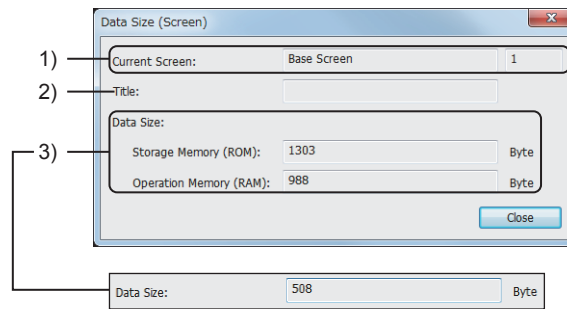 Data Size (Screen)
x
1) Current Screen: Base Screen 1
2) Title:
Data Size:
3) Storage Memory (ROM): 1303 Byte
Operation Memory (RAM): 988 Byte
Close
Data Size: 508 Byte